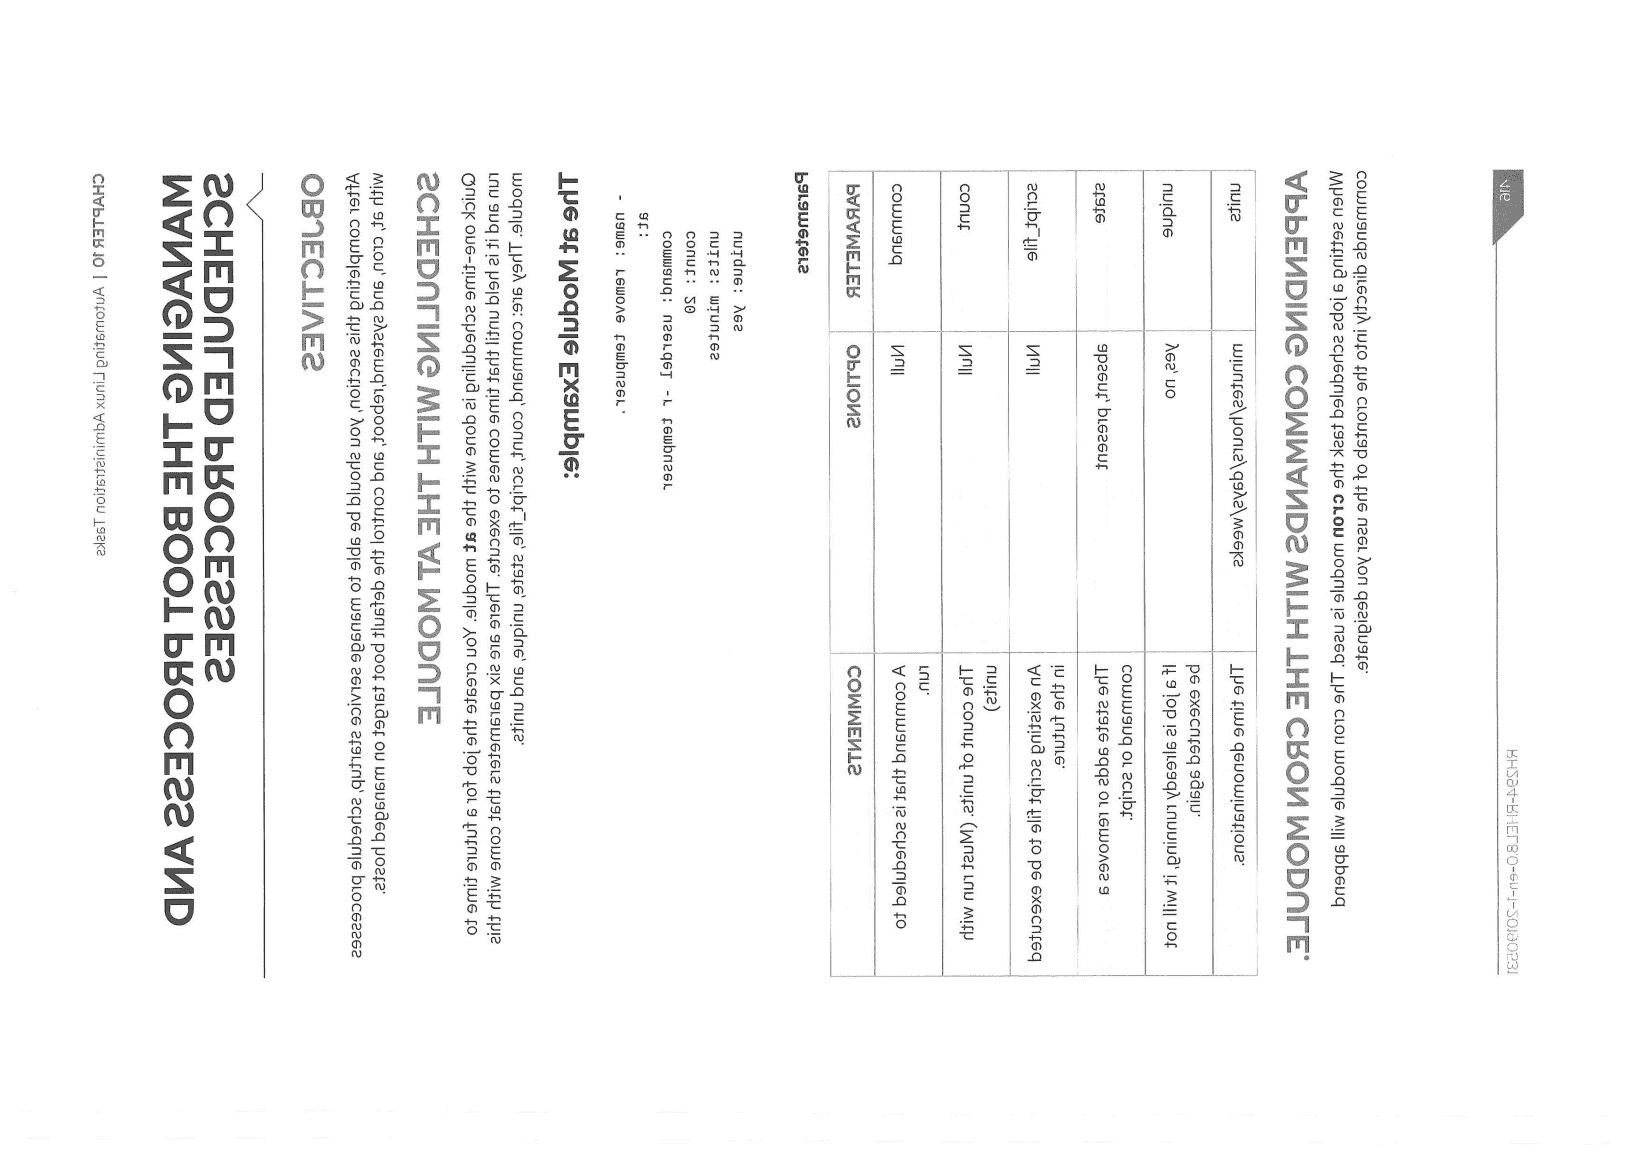 CHAPTER 10 | Automating Linux Administration Tasks
MANAGING THE BOOT PROCESS AND
SCHEDULED PROCESSES
OBJECTIVES
After completing this section, you should be able to manage service startup, schedule processes
with at, cron, and systemd, reboot, and control the default boot target on managed hosts.
SCHEDULING WITH THE AT MODULE
Quick one-time scheduling is done with the at module. You create the job for a future time to
run and it is held until that time comes to execute. There are six parameters that come with this
module. They are: command, count, script_file, state, unique, and units.
The at Module Example:
- name: remove tempuser.
at:
command: userdel -r tempuser
count: 20
units: minutes
unique: yes
Parameters
PARAMETER OPTIONS COMMENTS
command Null A command that is scheduled to
run.
count Null The count of units. (Must run with
units)
script_file Null An existing script file to be executed
in the future.
state absent, present The state adds or removes a
command or script.
unique yes, no If a job is already running, it will not
be executed again.
units minutes/hours/days/weeks The time denominations.
APPENDING COMMANDS WITH THE CRON MODULE
When setting a jobs scheduled task the cron module is used. The cron module will append
commands directly into the crontab of the user you designate.
416 RH294-RHEL8.0-en-1-20190531